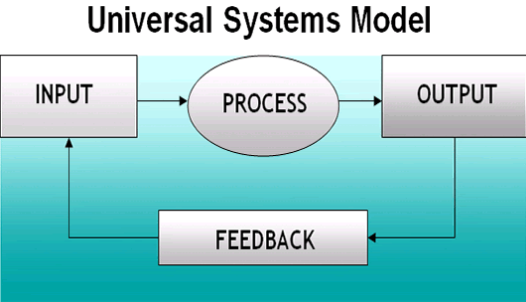 Universal Systems Model
INPUT
PROCESS
OUTPUT
FEEDBACK